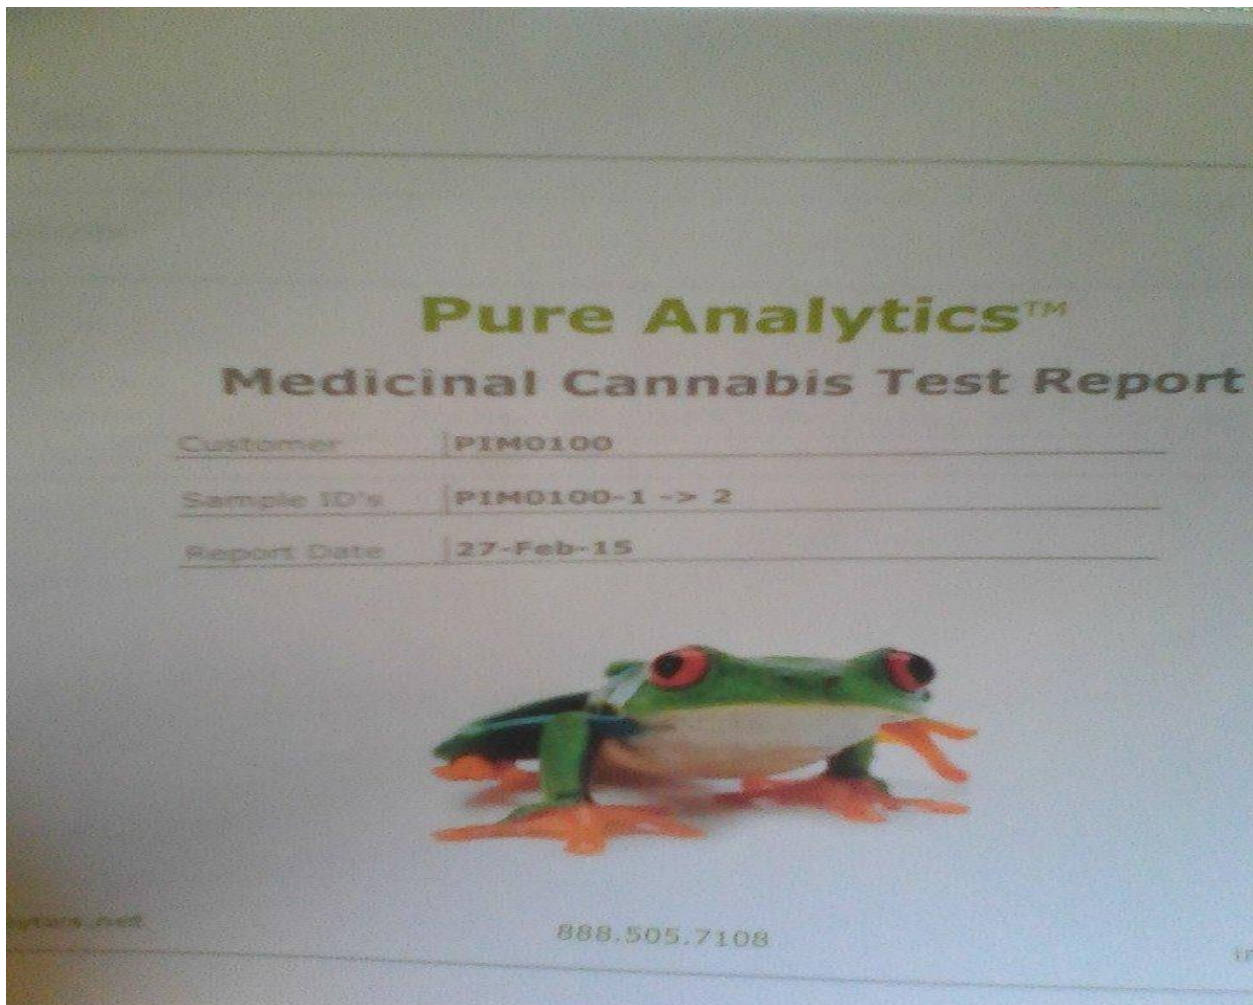 Pure Analytics™
Medicinal Cannabis Test Report
Customer PIM0100
Sample ID's PIM0100-1 -> 2
Report Date 27-Feb-15
888.505.7108